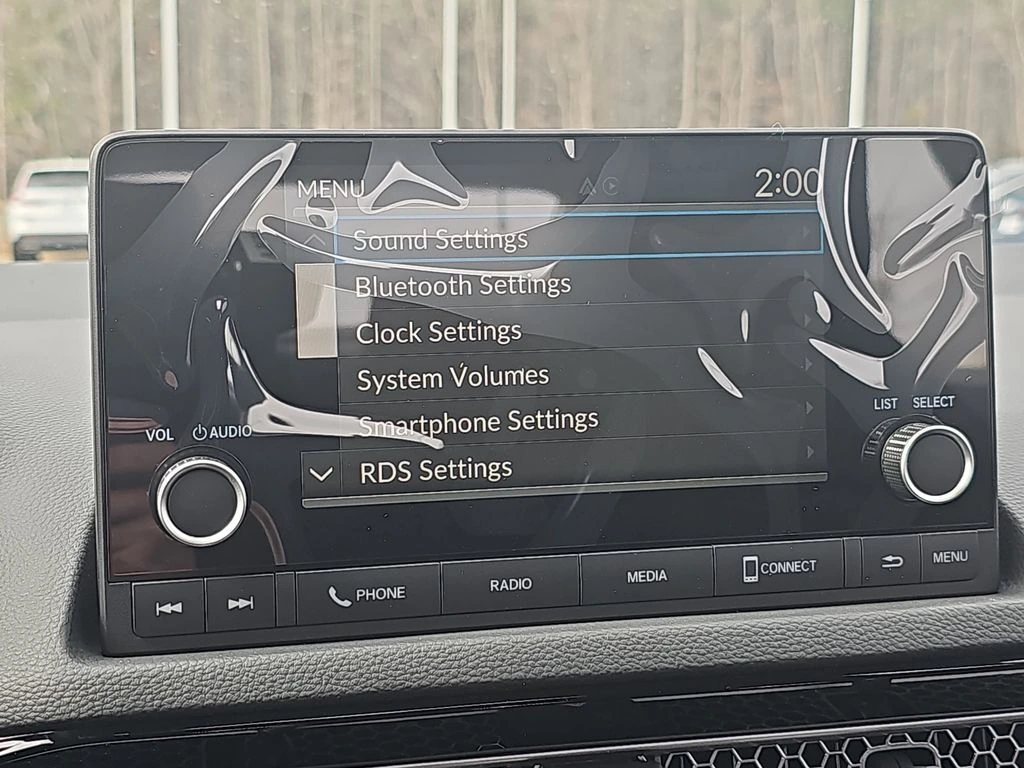 MENU 2:00
Sound Settings
Bluetooth Settings
Clock Settings
System Volumes
Smartphone Settings
RDS Settings
VOL AUDIO
LIST SELECT
PHONE RADIO MEDIA CONNECT MENU